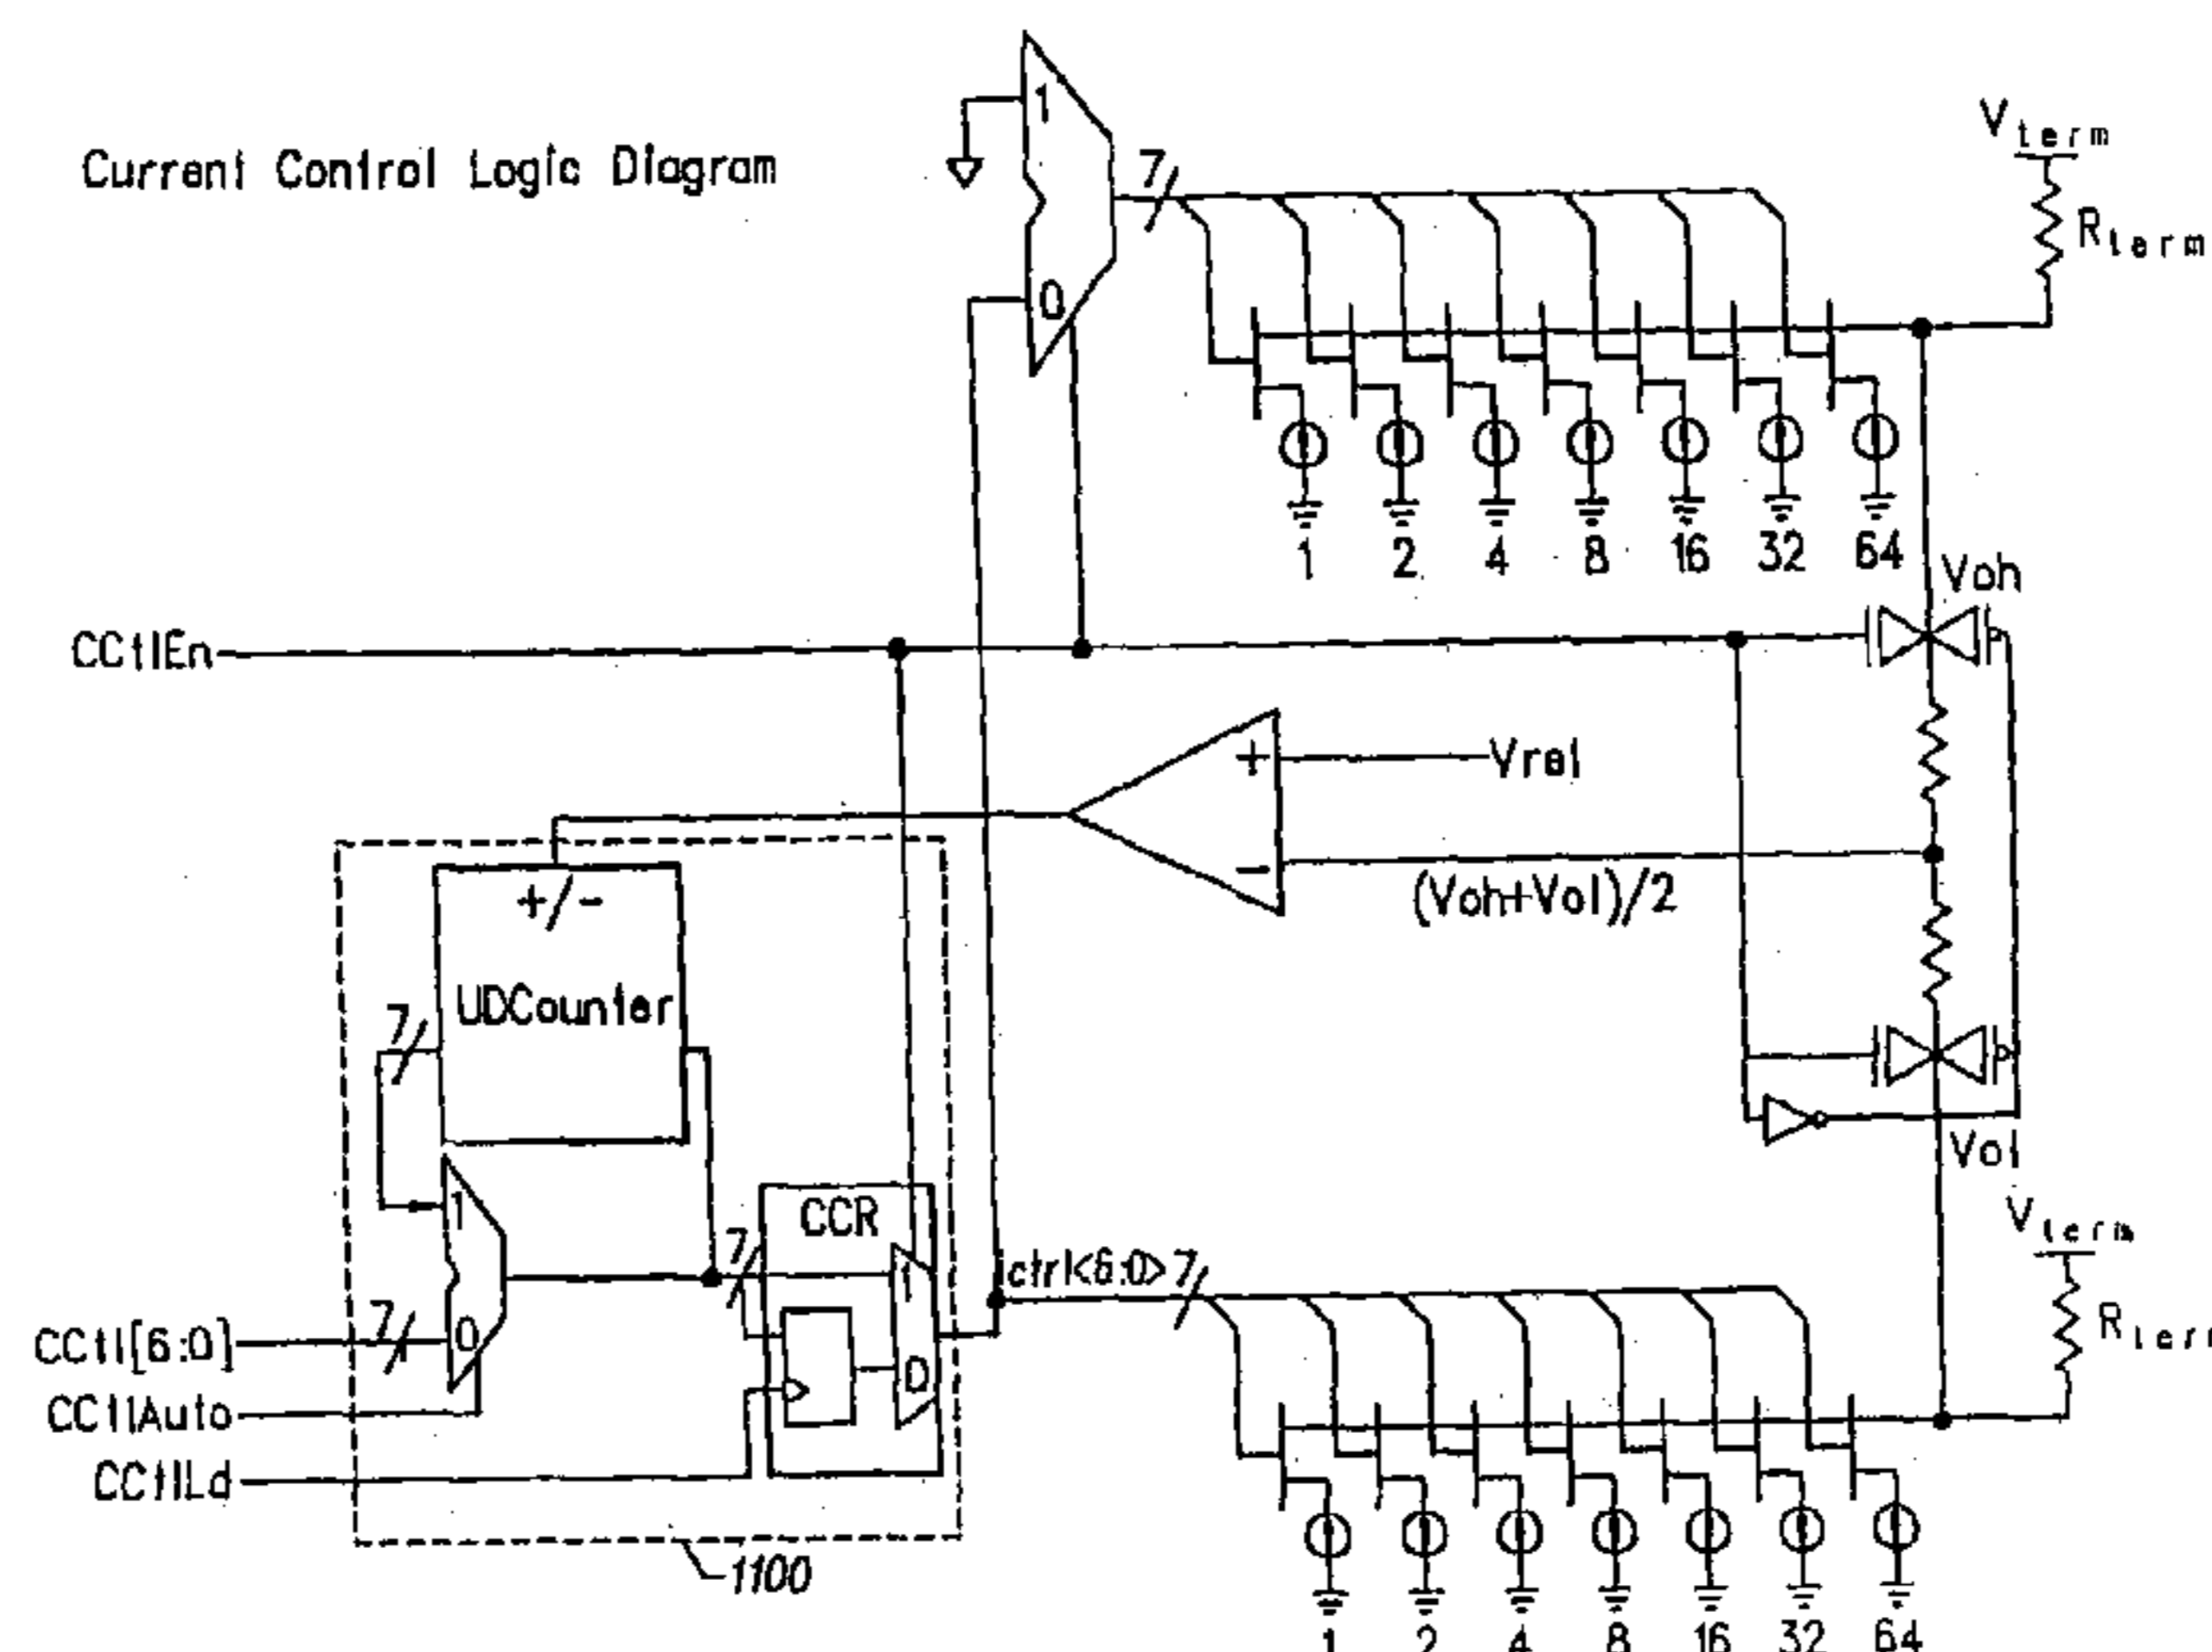 Current Control Logic Diagram
1
0
7
Vterm
Rterm
1 2 4 8 16 32 64
Voh
CCtlEn
+
Vref
-
(Voh+Vol)/2
+/-
UDCounter
7
1
0
CCR
7
1
0
Vol
ictrl<6:0> 7
Vterm
Rterm
CCtl[6:0]
7
CCtlAuto
CCtlLd
1100
1 2 4 8 16 32 64